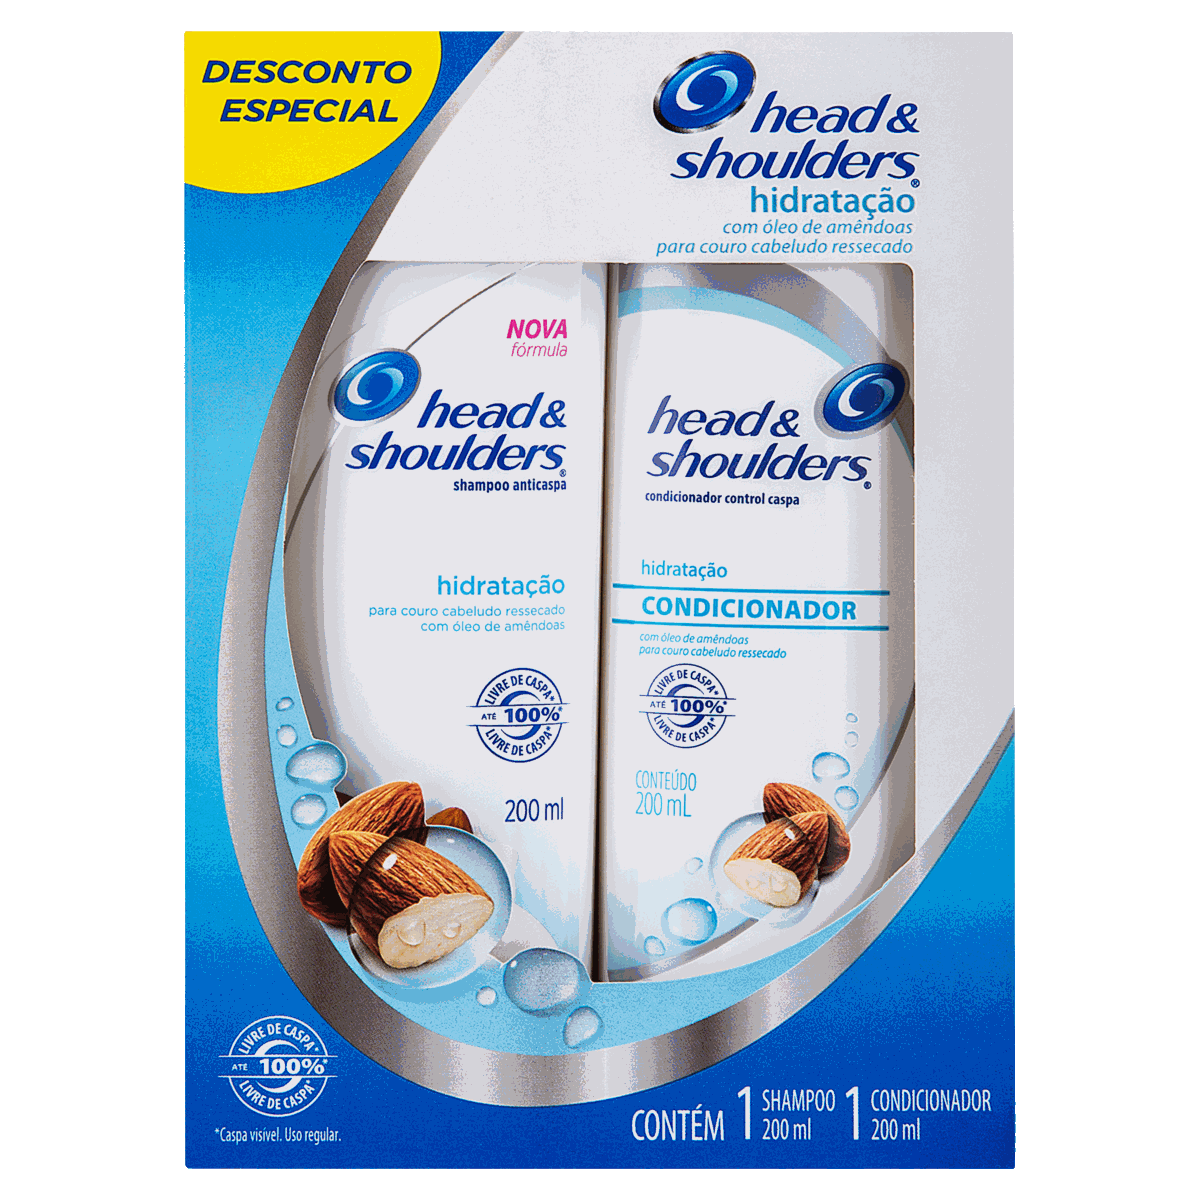 DESCONTO
ESPECIAL
head &
shoulders®
hidratação
com óleo de amêndoas
para couro cabeludo ressecado
NOVA
fórmula
head &
shoulders®
shampoo anticaspa
hidratação
para couro cabeludo ressecado
com óleo de amêndoas
LIVRE DE CASPA*
ATÉ 100%*
LIVRE DE CASPA*
200 ml
head &
shoulders®
condicionador control caspa
hidratação
CONDICIONADOR
com óleo de amêndoas
para couro cabeludo ressecado
LIVRE DE CASPA*
ATÉ 100%*
LIVRE DE CASPA*
CONTEÚDO
200 mL
LIVRE DE CASPA*
ATÉ 100%*
LIVRE DE CASPA*
*Caspa visível. Uso regular.
CONTÉM 1 SHAMPOO 200 ml 1 CONDICIONADOR 200 ml